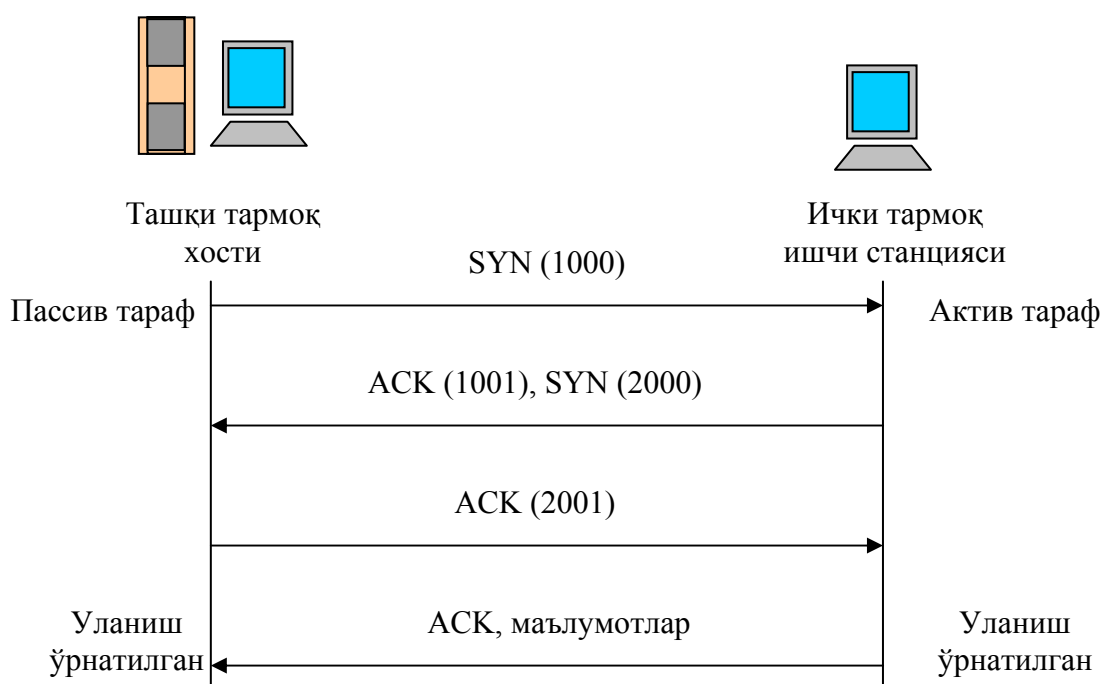 Ташқи тармоқ
хости
Ички тармоқ
ишчи станцияси
SYN (1000)
Пассив тараф
Актив тараф
ACK (1001), SYN (2000)
ACK (2001)
Уланиш
ўрнатилган
ACK, маълумотлар
Уланиш
ўрнатилган